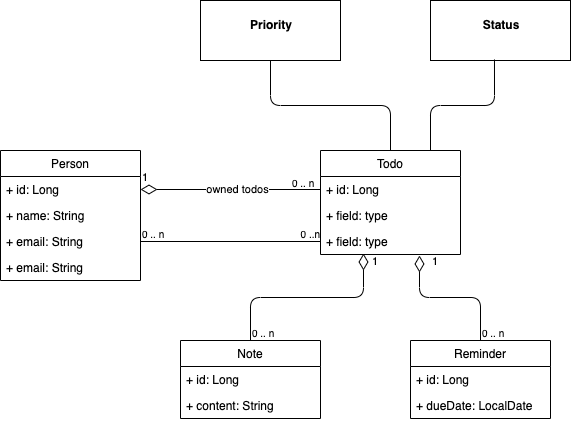 Priority
Status
Person
+ id: Long
+ name: String
+ email: String
+ email: String
1
owned todos
0 .. n
0 .. n
0 ..n
Todo
+ id: Long
+ field: type
+ field: type
1
1
0 .. n
0 .. n
Note
+ id: Long
+ content: String
Reminder
+ id: Long
+ dueDate: LocalDate